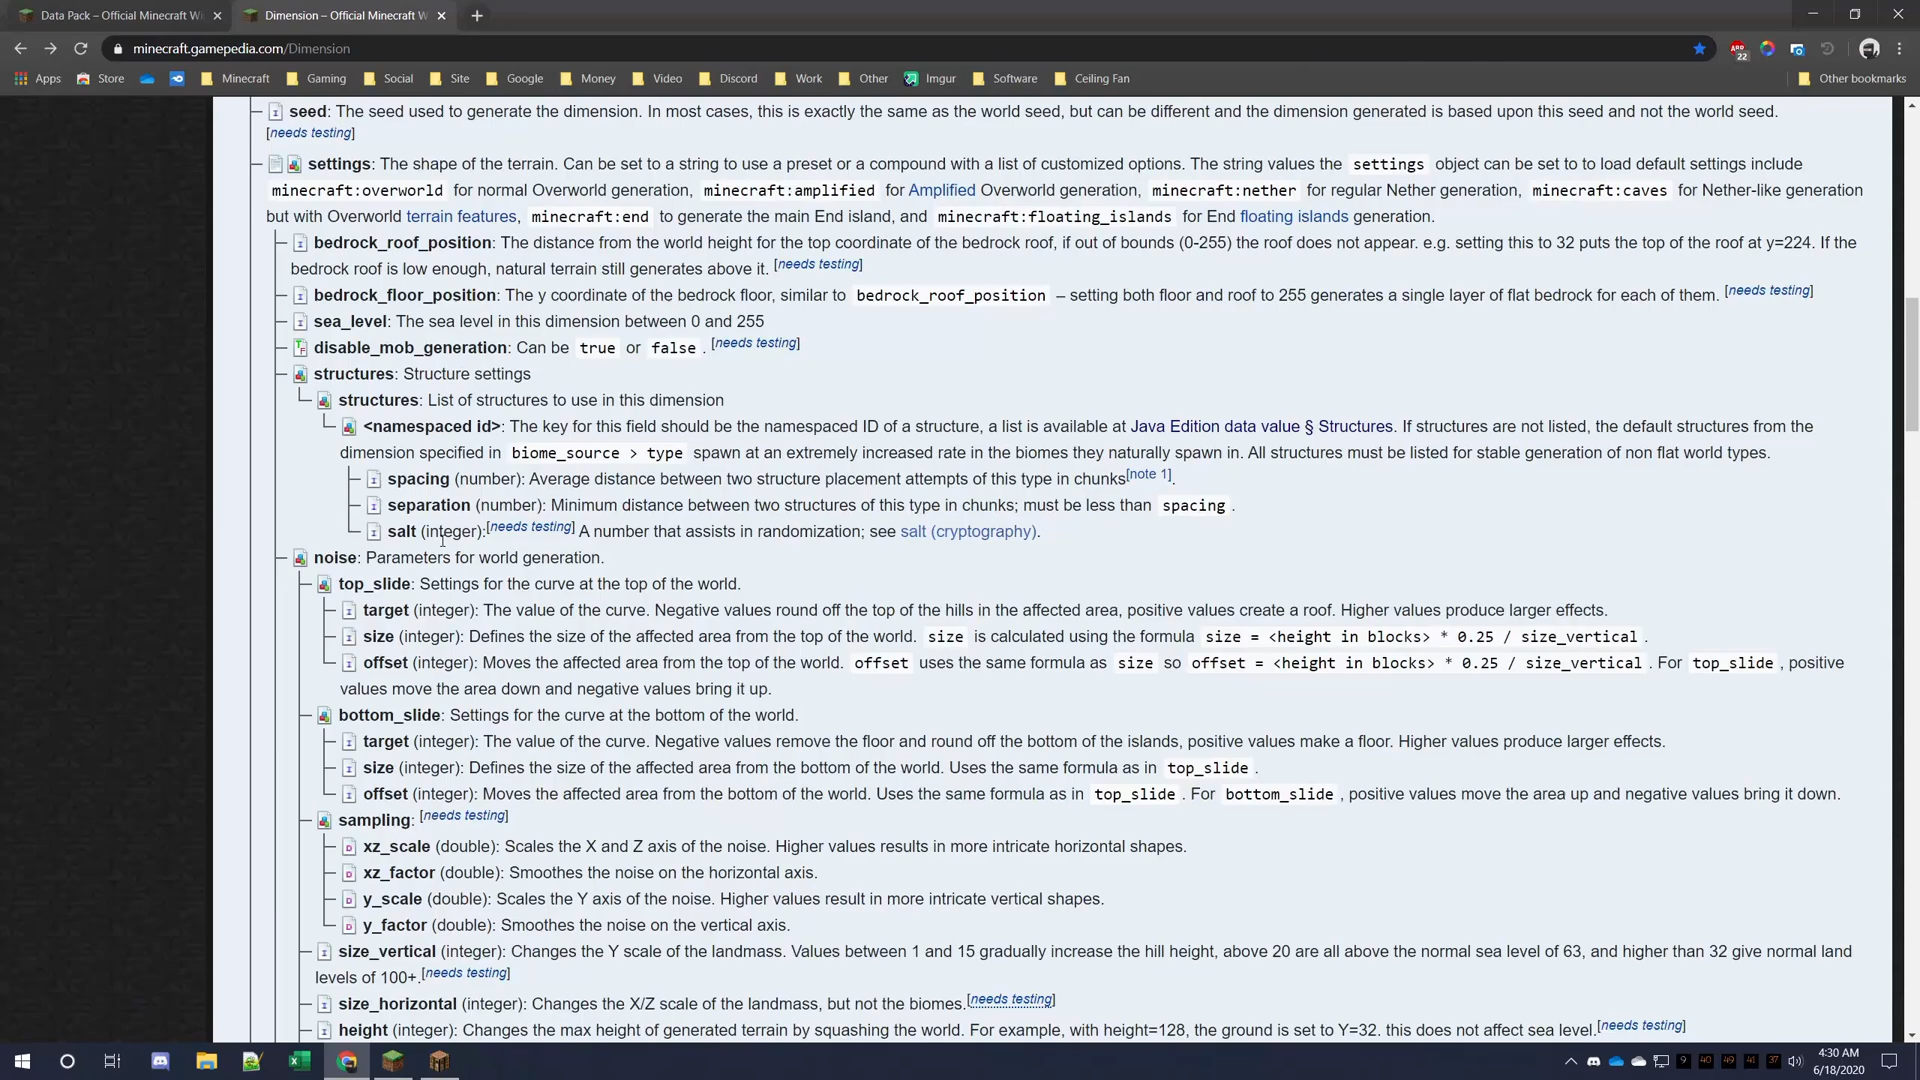 Data Pack – Official Minecraft Wi
Dimension – Official Minecraft W
minecraft.gamepedia.com/Dimension
ABP
22
Apps Store Minecraft Gaming Social Site Google Money Video Discord Work Other Imgur Software Ceiling Fan Other bookmarks
seed: The seed used to generate the dimension. In most cases, this is exactly the same as the world seed, but can be different and the dimension generated is based upon this seed and not the world seed.
[needs testing]
settings: The shape of the terrain. Can be set to a string to use a preset or a compound with a list of customized options. The string values the settings object can be set to to load default settings include
minecraft:overworld for normal Overworld generation, minecraft:amplified for Amplified Overworld generation, minecraft:nether for regular Nether generation, minecraft:caves for Nether-like generation
but with Overworld terrain features, minecraft:end to generate the main End island, and minecraft:floating_islands for End floating islands generation.
bedrock_roof_position: The distance from the world height for the top coordinate of the bedrock roof, if out of bounds (0-255) the roof does not appear. e.g. setting this to 32 puts the top of the roof at y=224. If the
bedrock roof is low enough, natural terrain still generates above it. [needs testing]
bedrock_floor_position: The y coordinate of the bedrock floor, similar to bedrock_roof_position – setting both floor and roof to 255 generates a single layer of flat bedrock for each of them. [needs testing]
sea_level: The sea level in this dimension between 0 and 255
disable_mob_generation: Can be true or false . [needs testing]
structures: Structure settings
structures: List of structures to use in this dimension
<namespaced id>: The key for this field should be the namespaced ID of a structure, a list is available at Java Edition data value § Structures. If structures are not listed, the default structures from the
dimension specified in biome_source > type spawn at an extremely increased rate in the biomes they naturally spawn in. All structures must be listed for stable generation of non flat world types.
spacing (number): Average distance between two structure placement attempts of this type in chunks[note 1].
separation (number): Minimum distance between two structures of this type in chunks; must be less than spacing .
salt (integer):[needs testing] A number that assists in randomization; see salt (cryptography).
noise: Parameters for world generation.
top_slide: Settings for the curve at the top of the world.
target (integer): The value of the curve. Negative values round off the top of the hills in the affected area, positive values create a roof. Higher values produce larger effects.
size (integer): Defines the size of the affected area from the top of the world. size is calculated using the formula size = <height in blocks> * 0.25 / size_vertical .
offset (integer): Moves the affected area from the top of the world. offset uses the same formula as size so offset = <height in blocks> * 0.25 / size_vertical . For top_slide , positive
values move the area down and negative values bring it up.
bottom_slide: Settings for the curve at the bottom of the world.
target (integer): The value of the curve. Negative values remove the floor and round off the bottom of the islands, positive values make a floor. Higher values produce larger effects.
size (integer): Defines the size of the affected area from the bottom of the world. Uses the same formula as in top_slide .
offset (integer): Moves the affected area from the bottom of the world. Uses the same formula as in top_slide . For bottom_slide , positive values move the area up and negative values bring it down.
sampling: [needs testing]
xz_scale (double): Scales the X and Z axis of the noise. Higher values results in more intricate horizontal shapes.
xz_factor (double): Smoothes the noise on the horizontal axis.
y_scale (double): Scales the Y axis of the noise. Higher values result in more intricate vertical shapes.
y_factor (double): Smoothes the noise on the vertical axis.
size_vertical (integer): Changes the Y scale of the landmass. Values between 1 and 15 gradually increase the hill height, above 20 are all above the normal sea level of 63, and higher than 32 give normal land
levels of 100+.[needs testing]
size_horizontal (integer): Changes the X/Z scale of the landmass, but not the biomes.[needs testing]
height (integer): Changes the max height of generated terrain by squashing the world. For example, with height=128, the ground is set to Y=32. this does not affect sea level.[needs testing]
9 40 49 41 37
4:30 AM
6/18/2020